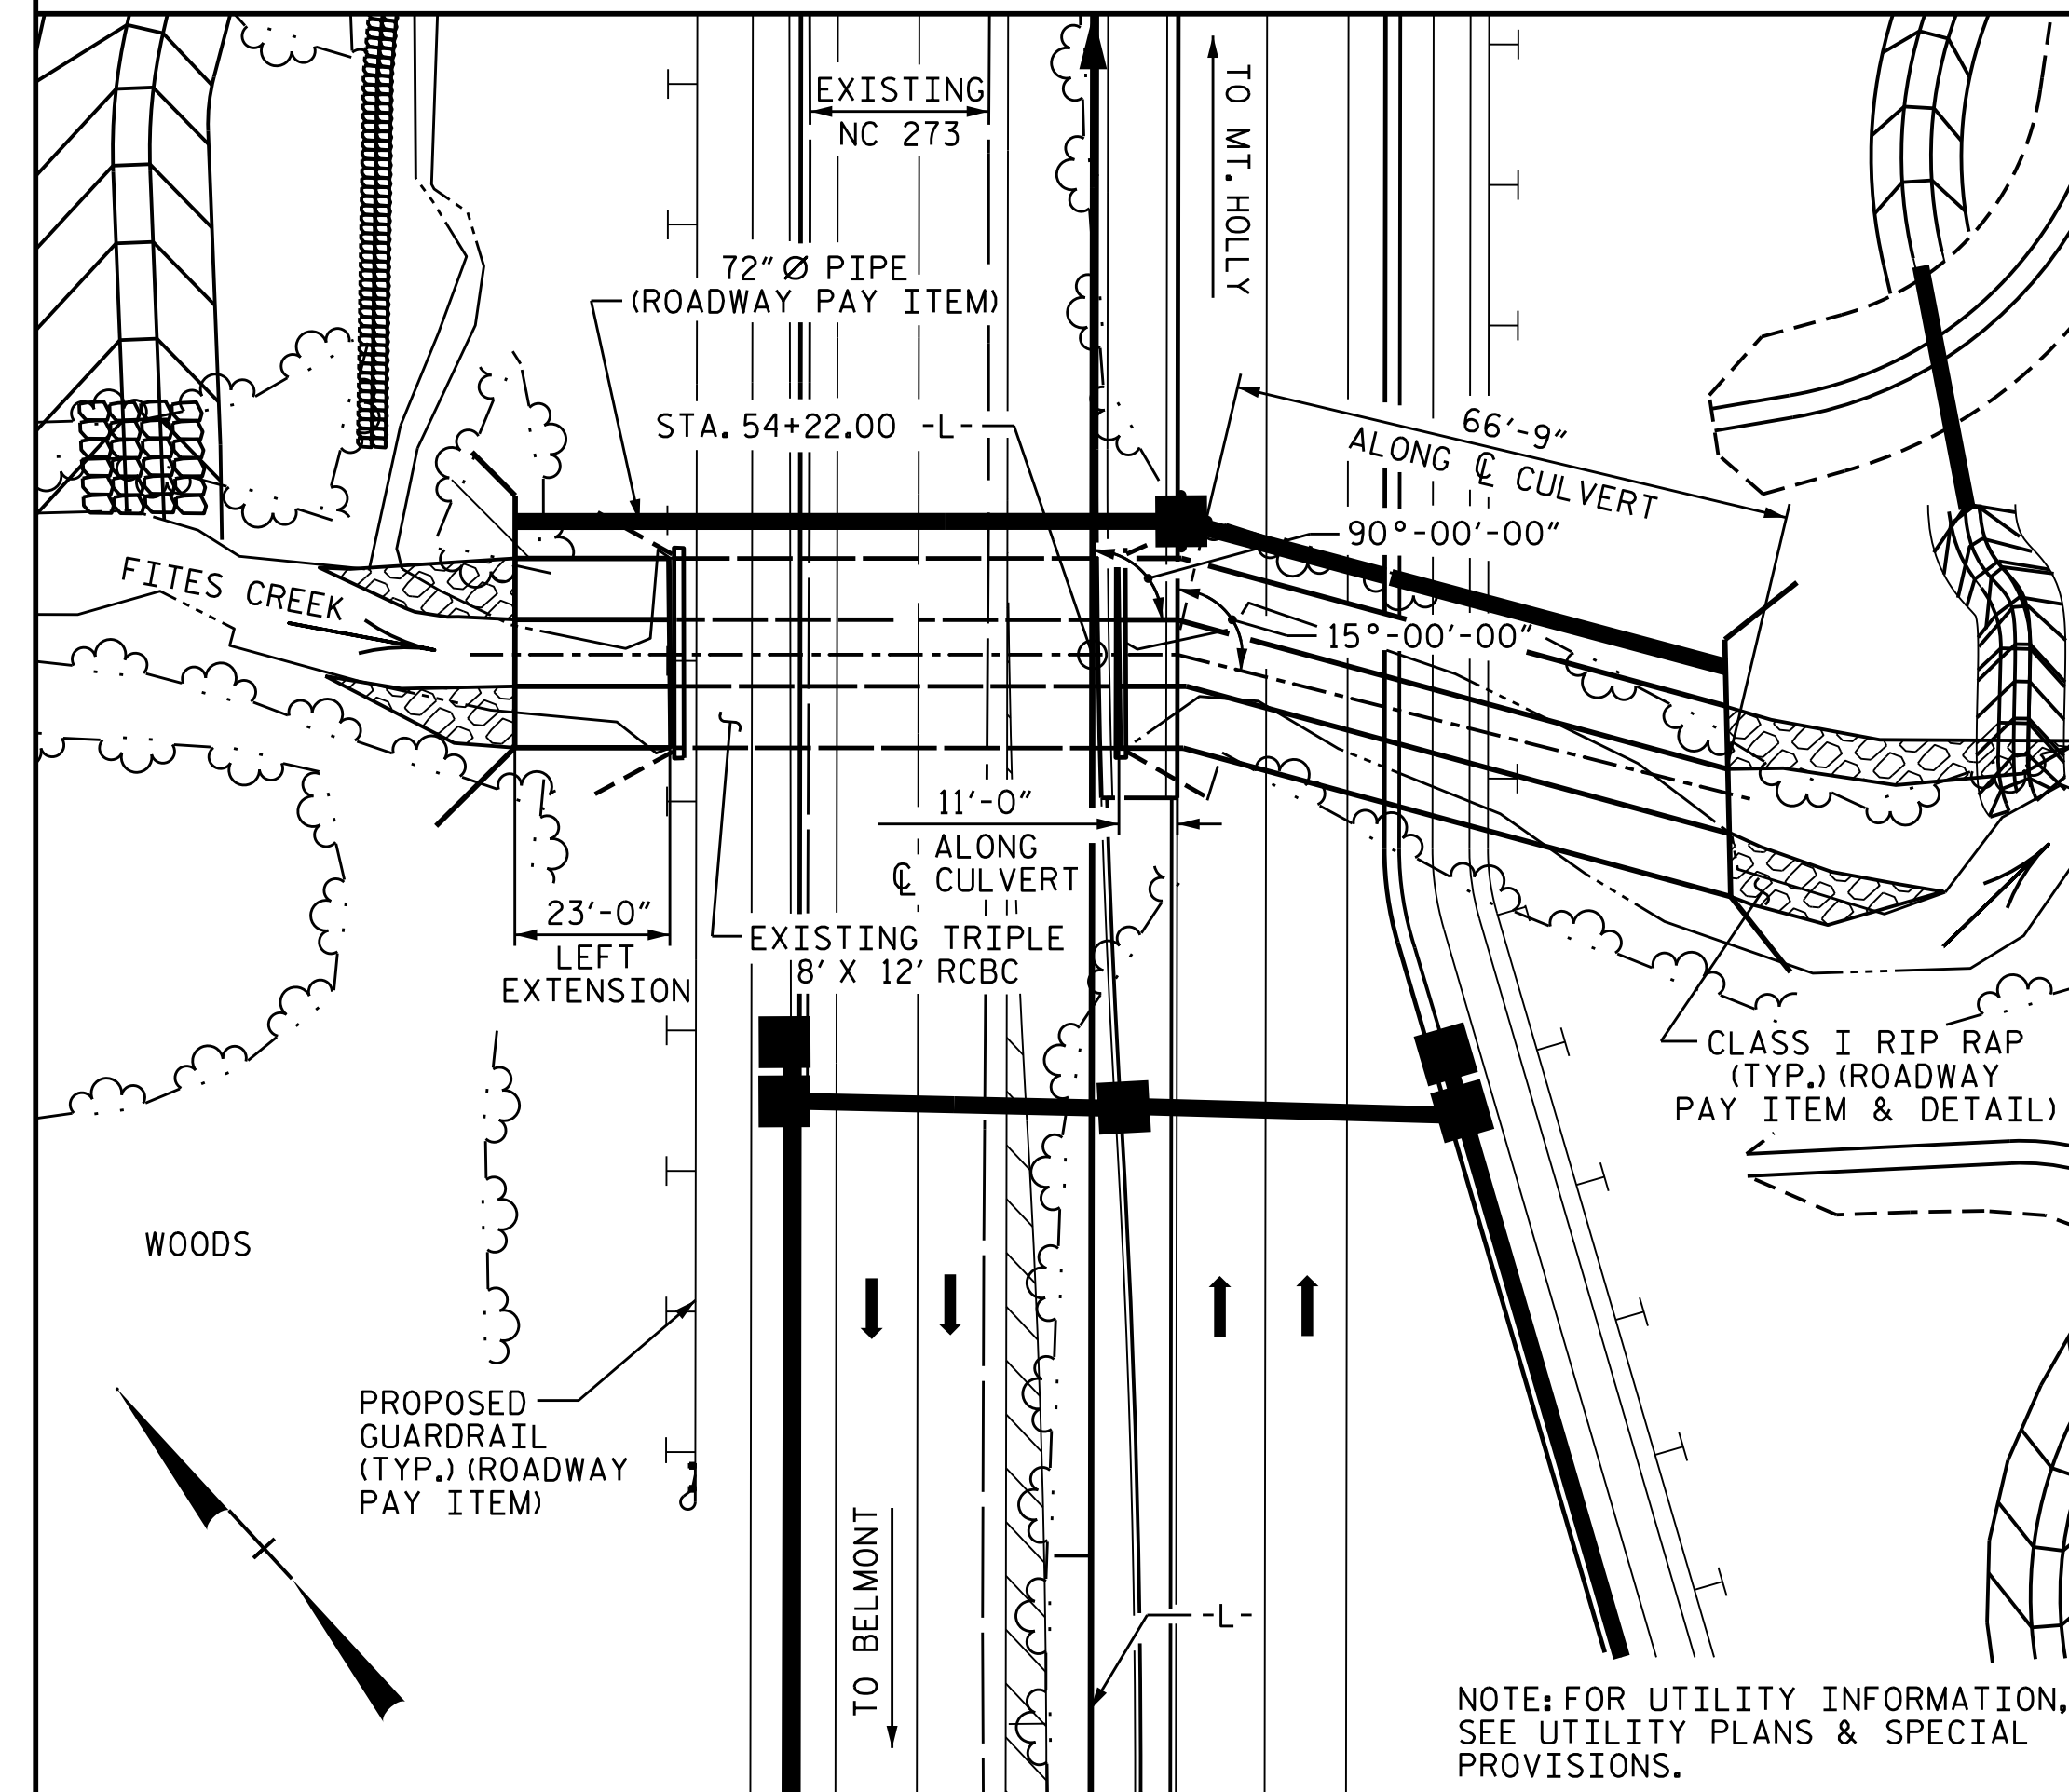 EXISTING
NC 273
TO MT. HOLLY
72" Ø PIPE
(ROADWAY PAY ITEM)
STA. 54+22.00 -L-
66'-9"
ALONG ℄ CULVERT
90°-00'-00"
15°-00'-00"
FITES CREEK
11'-0"
ALONG
℄ CULVERT
23'-0"
LEFT
EXTENSION
EXISTING TRIPLE
8' X 12' RCBC
CLASS I RIP RAP
(TYP.) (ROADWAY
PAY ITEM & DETAIL)
WOODS
PROPOSED
GUARDRAIL
(TYP.) (ROADWAY
PAY ITEM)
TO BELMONT
-L-
NOTE: FOR UTILITY INFORMATION,
SEE UTILITY PLANS & SPECIAL
PROVISIONS.